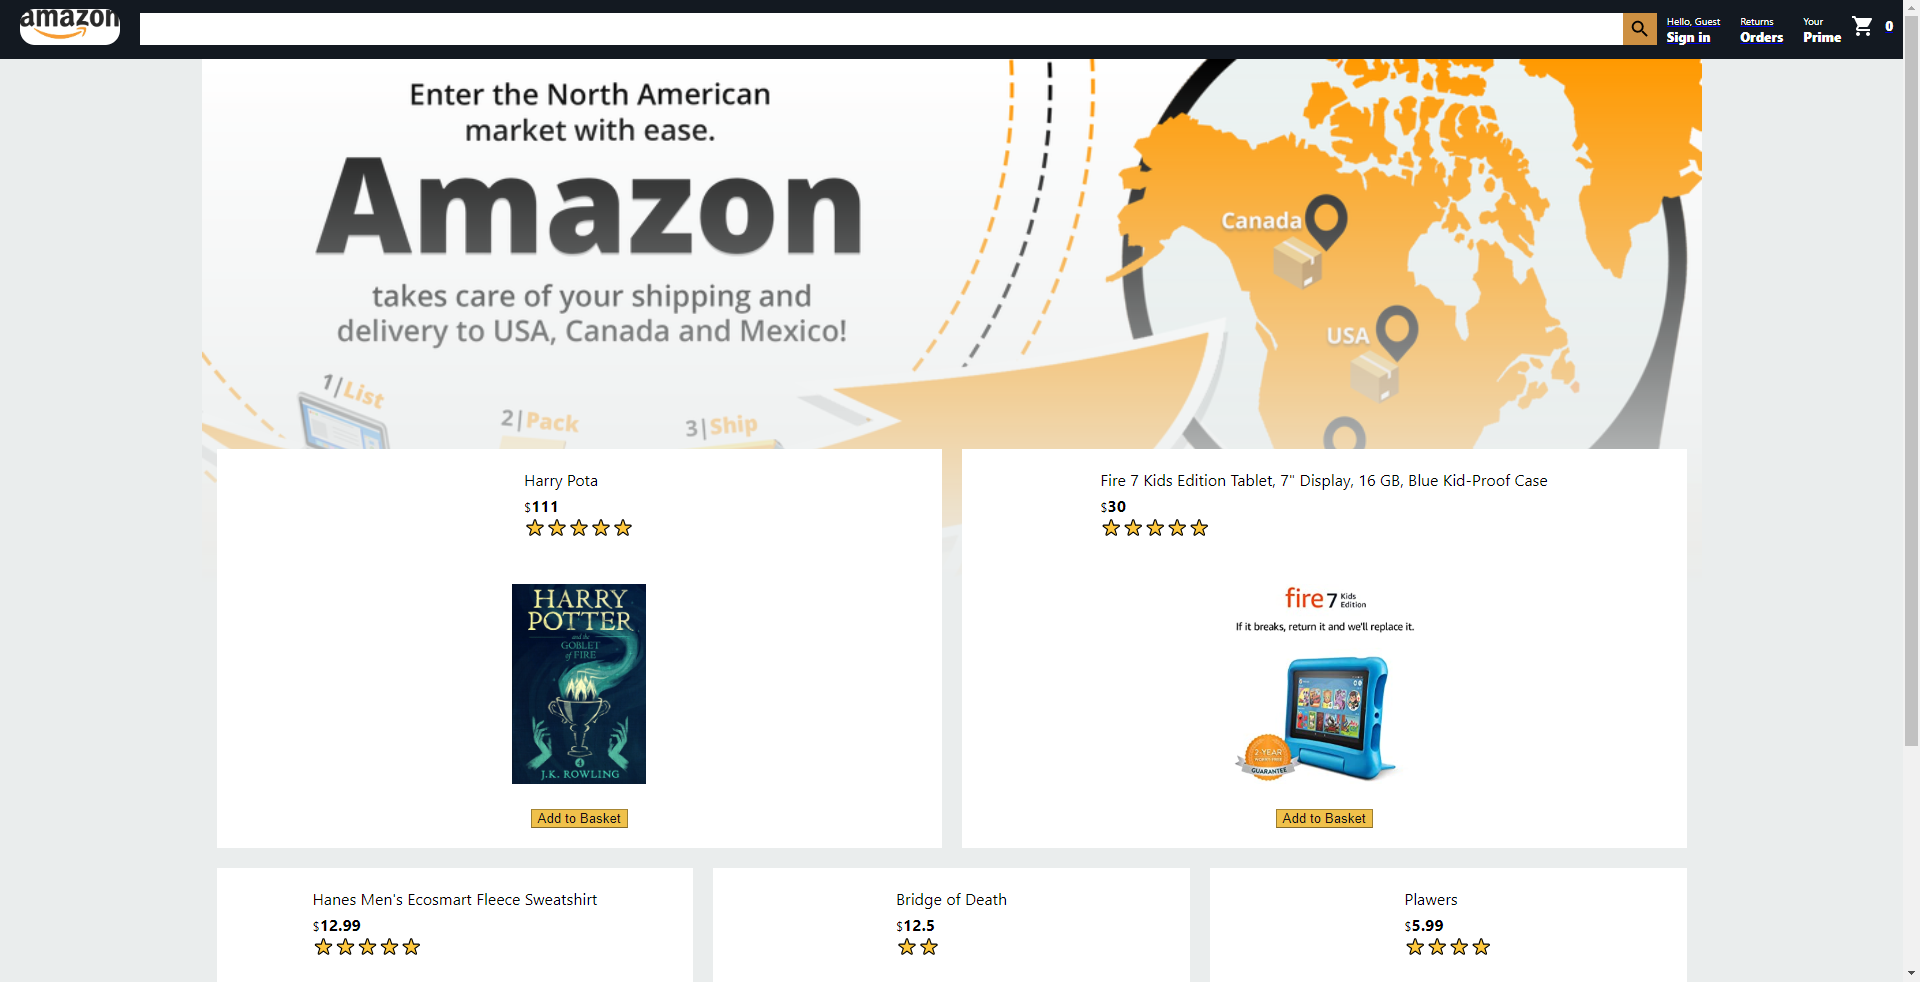 amazon
Hello, Guest
Sign in
Returns
Orders
Your
Prime
0
Enter the North American
market with ease.
Amazon
takes care of your shipping and
delivery to USA, Canada and Mexico!
Canada
USA
1|List
2|Pack
3|Ship
Harry Pota
$111
HARRY
POTTER
and the
GOBLET
of FIRE
4
J.K. ROWLING
Add to Basket
Fire 7 Kids Edition Tablet, 7" Display, 16 GB, Blue Kid-Proof Case
$30
fire 7 Kids
Edition
If it breaks, return it and we'll replace it.
2 YEAR
GUARANTEE
Add to Basket
Hanes Men's Ecosmart Fleece Sweatshirt
$12.99
Bridge of Death
$12.5
Plawers
$5.99